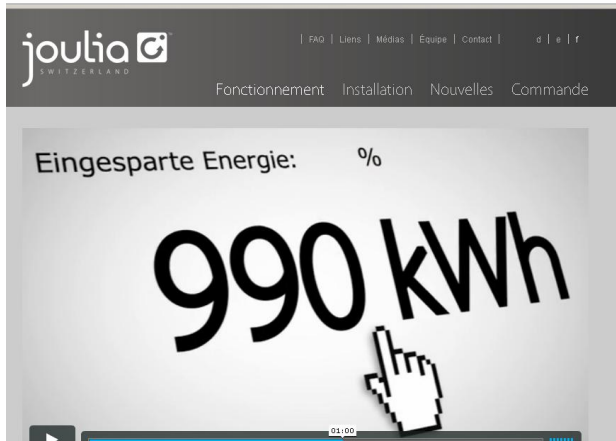 joulia
SWITZERLAND
| FAQ | Liens | Médias | Équipe | Contact | d | e | f
Fonctionnement Installation Nouvelles Commande
Eingesparte Energie: %
990 kWh
01:00